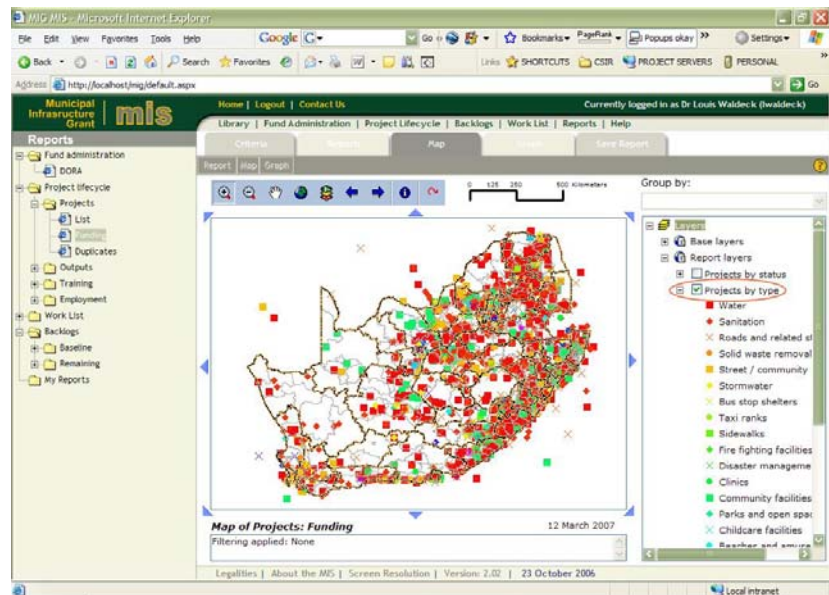 MIG MIS - Microsoft Internet Explorer
File Edit View Favorites Tools Help
Google G Go Bookmarks PageRank Popups okay Settings
Back Search Favorites Links SHORTCUTS CSIR PROJECT SERVERS PERSONAL
Address http://localhost/mig/default.aspx Go
Municipal Infrasructure Grant mis
Home | Logout | Contact Us
Currently logged in as Dr Louis Waldeck (lwaldeck)
Library | Fund Administration | Project Lifecycle | Backlogs | Work List | Reports | Help
Criteria Map Save Report
Report | Map | Graph
Reports
Fund administration
DORA
Project lifecycle
Projects
List
Funding
Duplicates
Outputs
Training
Employment
Work List
Backlogs
Baseline
Remaining
My Reports
0 125 250 500 Kilometers
Group by:
Layers
Base layers
Report layers
Projects by status
Projects by type
Water
Sanitation
Roads and related st
Solid waste removal
Street / community
Stormwater
Bus stop shelters
Taxi ranks
Sidewalks
Fire fighting facilities
Disaster manageme
Clinics
Community facilities
Parks and open spac
Childcare facilities
Beaches and amuse
Map of Projects: Funding 12 March 2007
Filtering applied: None
Legalities | About the MIS | Screen Resolution | Version: 2.02 | 23 October 2006
Local intranet